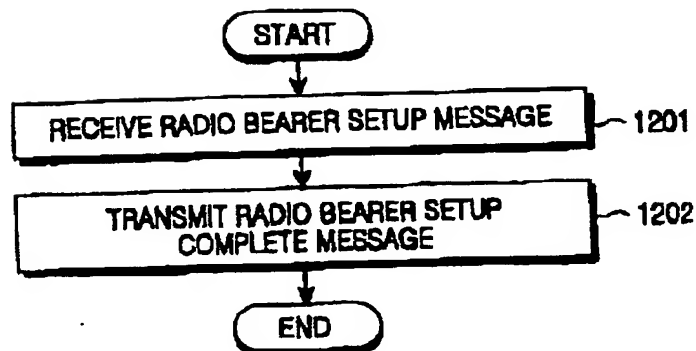 START
RECEIVE RADIO BEARER SETUP MESSAGE
1201
TRANSMIT RADIO BEARER SETUP
COMPLETE MESSAGE
1202
END